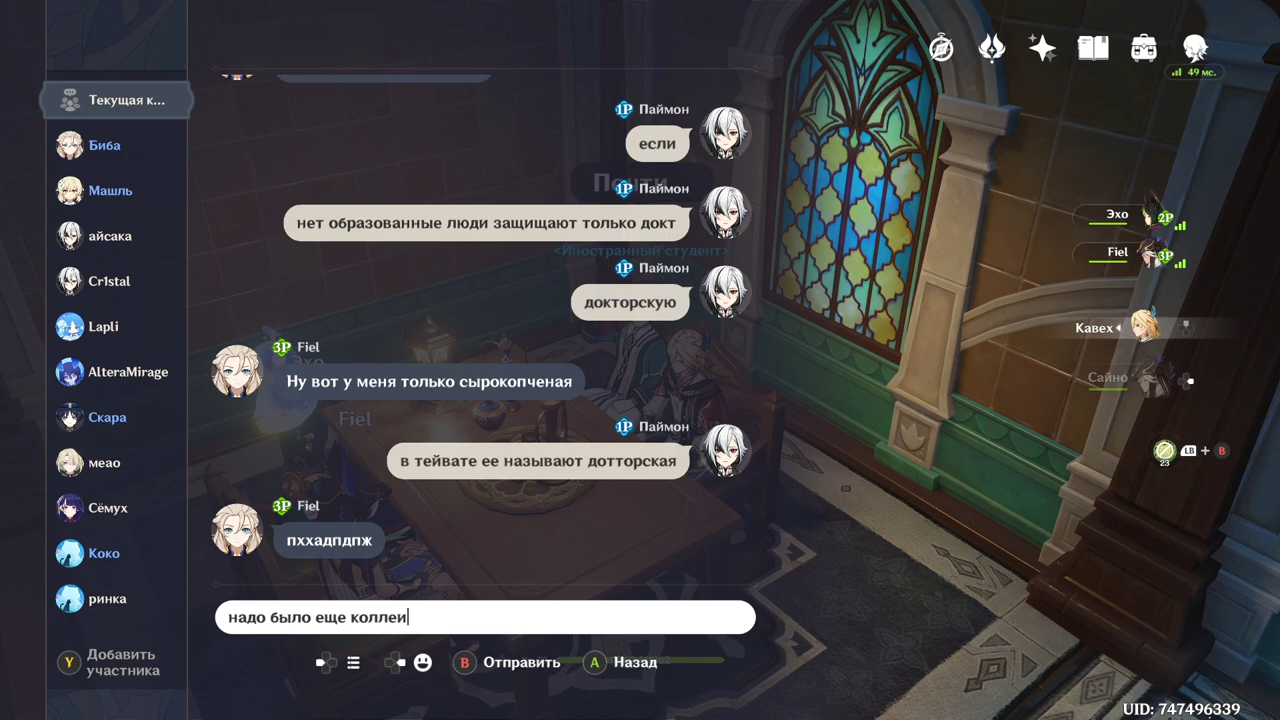 Текущая к...
Биба
Машль
айсака
Cr1stal
Lapli
AlteraMirage
Скара
меао
Сёмух
Коко
ринка
Y Добавить
участника
1P Паймон
если
Почти
1P Паймон
нет образованные люди защищают только докт
<Иностранный студент>
1P Паймон
докторскую
3P Fiel
Эхо
Ну вот у меня только сырокопченая
Fiel
1P Паймон
в тейвате ее называют дотторская
3P Fiel
пххадпдпж
надо было еще коллеи
B Отправить
A Назад
49 мс.
Эхо 2P
Fiel 3P
Кавех
Сайно
23 LB + B
UID: 747496339